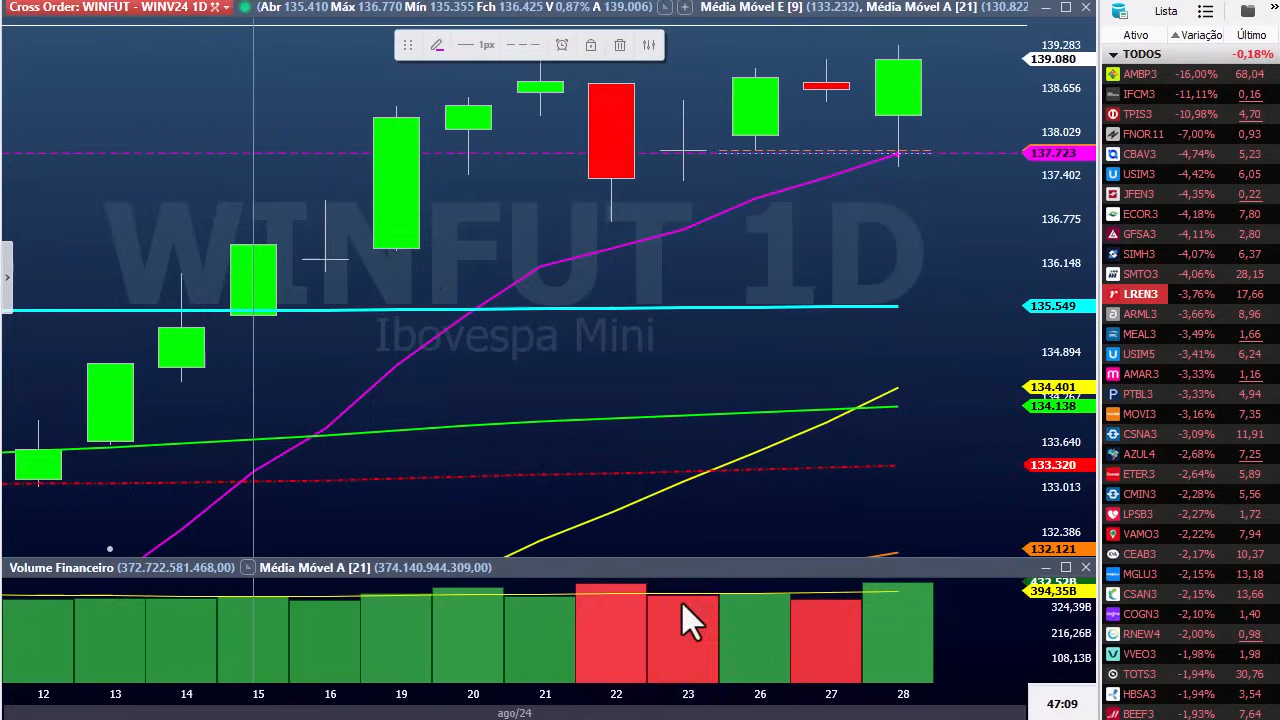 Cross Order: WINFUT - WINV24 1D
(Abr 135.410 Máx 136.770 Mín 135.355 Fch 136.425 V 0,87% A 139.006)
Média Móvel E [9] (133.232), Média Móvel A [21] (130.822
1px
WINFUT 1D
Ibovespa Mini
139.283
139.080
138.656
138.029
137.723
137.402
136.775
136.148
135.549
134.894
134.401
134.267
134.138
133.640
133.320
133.013
132.386
132.121
Volume Financeiro (372.722.581.468,00) Média Móvel A [21] (374.140.944.309,00)
432,52B
394,35B
324,39B
216,26B
108,13B
12 13 14 15 16 19 20 21 22 23 26 27 28
ago/24
47:09
Lista
Ativo Variação Último
TODOS -0,18%
AMBP3 -16,00% 68,04
IFCM3 -11,11% 0,16
TPIS3 -10,98% 4,70
FNOR11 -7,00% 0,93
CBAV3 -4,74% 5,23
USIM3 -4,42% 6,05
JFEN3 -4,35% 0,22
ECOR3 -4,18% 7,80
GFSA3 -4,11% 2,80
SIMH3 -4,07% 6,37
SMTO3 -4,06% 28,15
LREN3 -3,76% 17,66
ARML3 -3,66% 8,96
MEAL3 -3,49% 1,66
USIM5 -3,41% 6,24
AMAR3 -3,33% 1,16
PTBL3 -3,33% 4,94
MOVI3 -3,16% 7,35
CSNA3 -3,09% 11,91
AZUL4 -2,68% 7,25
ETER3 -2,64% 5,89
CMIN3 -2,28% 5,56
LPSB3 -2,27% 1,72
VAMO3 -2,22% 7,94
CEAB3 -2,17% 10,37
MGLU3 -2,15% 13,18
CSAN3 -2,15% 13,66
COGN3 -2,10% 1,40
RNEW4 -2,00% 0,98
VVEO3 -1,98% 1,98
TOTS3 -1,94% 30,76
HBSA3 -1,94% 3,54
BEEF3 -1,93% 7,64